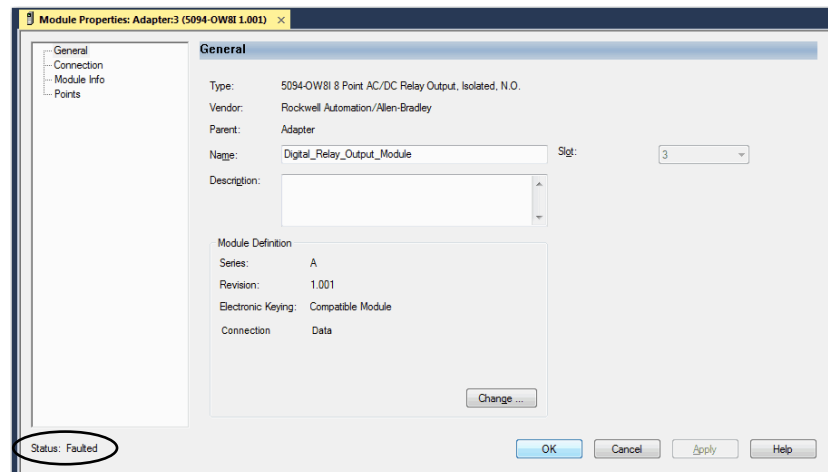 Module Properties: Adapter:3 (5094-OW8I 1.001) ×
General
Connection
Module Info
Points
General
Type: 5094-OW8I 8 Point AC/DC Relay Output, Isolated, N.O.
Vendor: Rockwell Automation/Allen-Bradley
Parent: Adapter
Name: Digital_Relay_Output_Module
Slot: 3
Description:
Module Definition
Series: A
Revision: 1.001
Electronic Keying: Compatible Module
Connection Data
Change ...
Status: Faulted
OK Cancel Apply Help